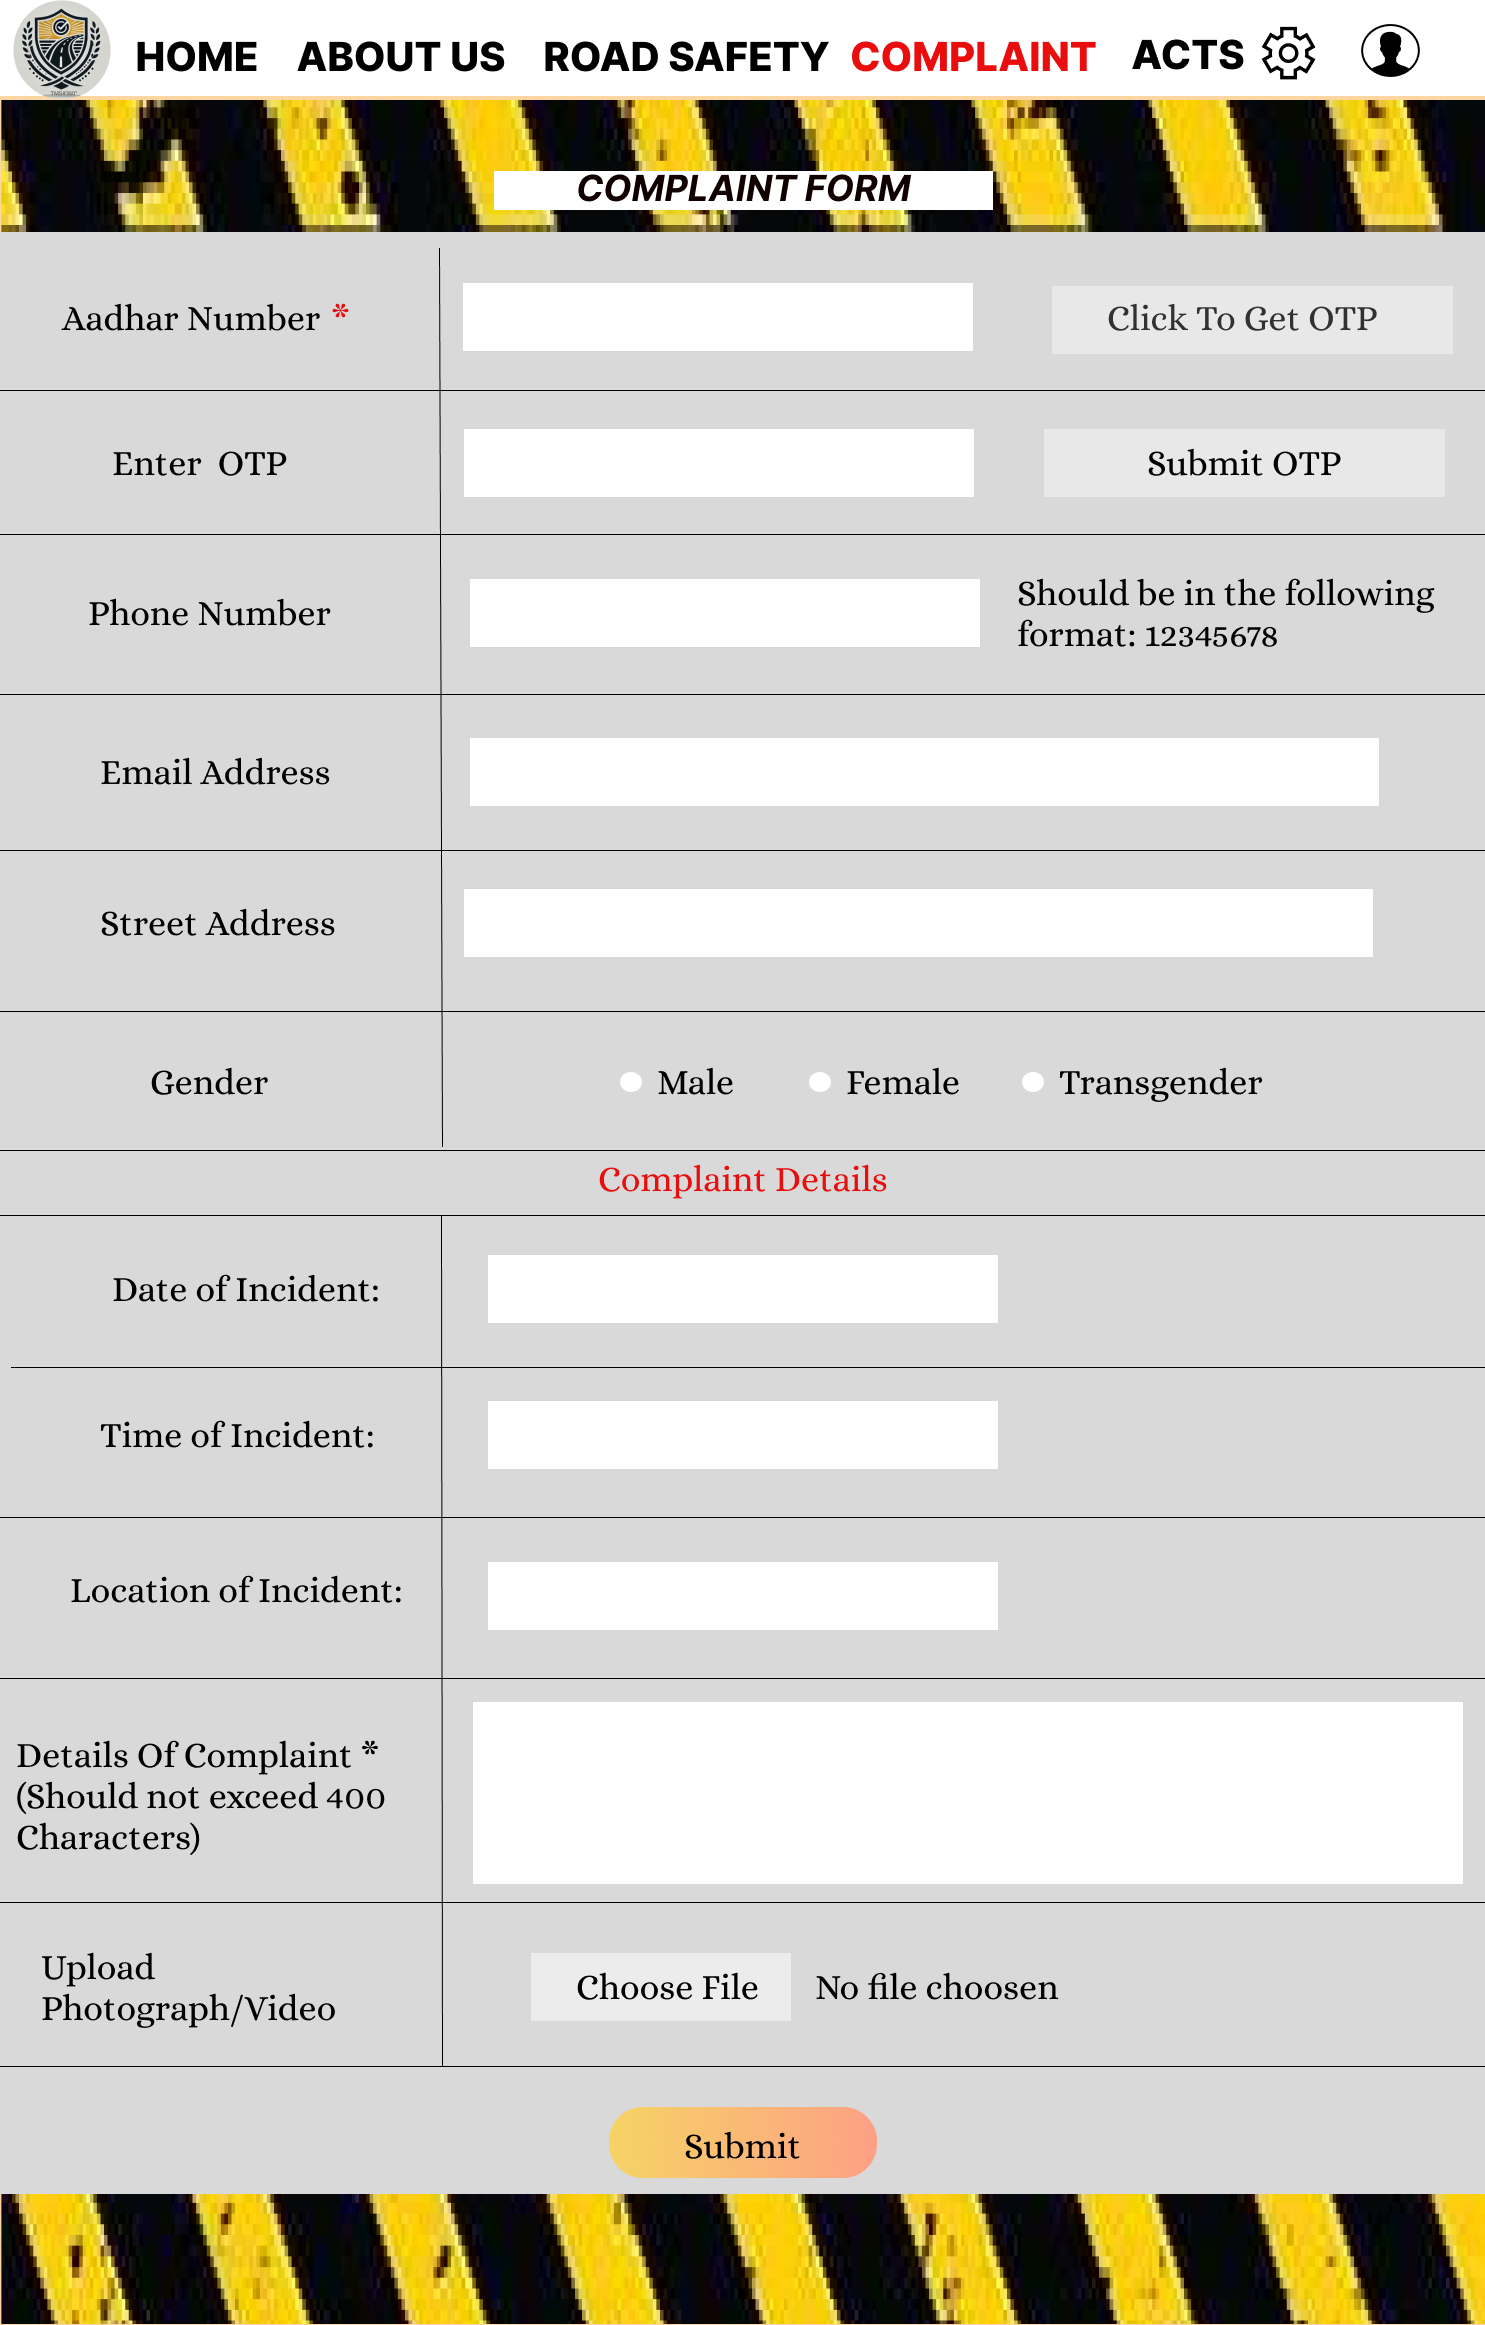 HOME ABOUT US ROAD SAFETY COMPLAINT ACTS
COMPLAINT FORM
Aadhar Number * Click To Get OTP
Enter OTP Submit OTP
Phone Number
Should be in the following
format: 12345678
Email Address
Street Address
Gender Male Female Transgender
Complaint Details
Date of Incident:
Time of Incident:
Location of Incident:
Details Of Complaint *
(Should not exceed 400
Characters)
Upload
Photograph/Video
Choose File No file choosen
Submit